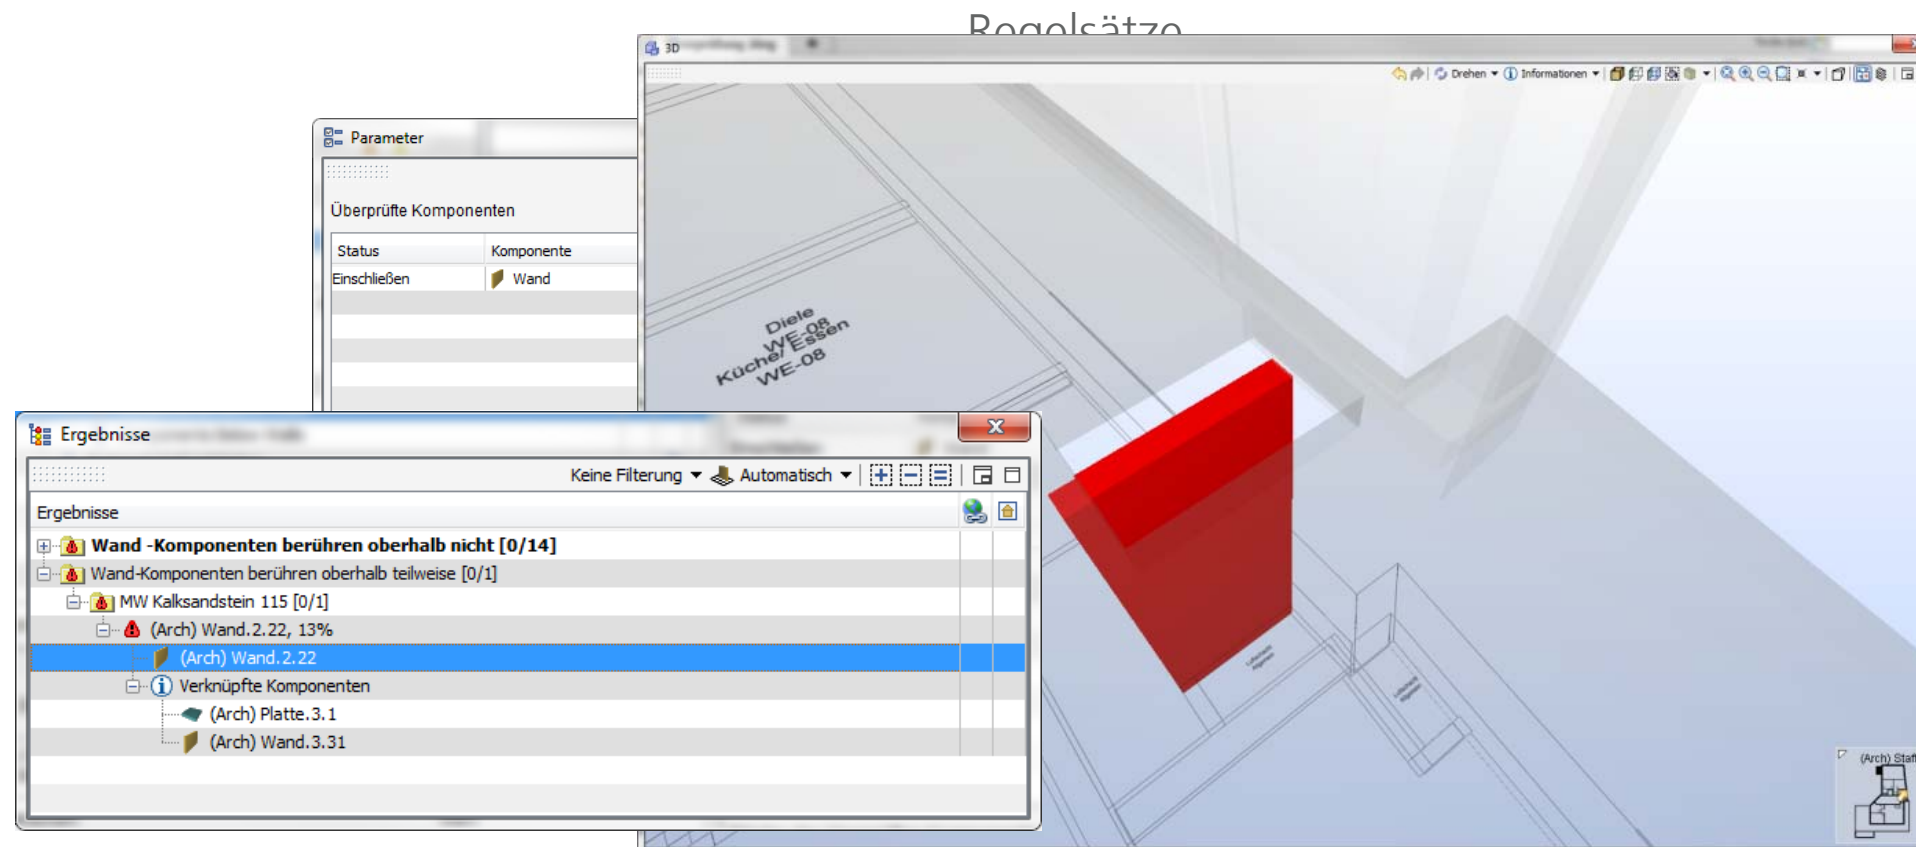 Regelsätze
3D
Drehen Informationen
Parameter
Überprüfte Komponenten
Status Komponente
Einschließen Wand
Diele
WE-08
Küche/ Essen
WE-08
Ergebnisse
Keine Filterung Automatisch
Ergebnisse
Wand -Komponenten berühren oberhalb nicht [0/14]
Wand-Komponenten berühren oberhalb teilweise [0/1]
MW Kalksandstein 115 [0/1]
(Arch) Wand.2.22, 13%
(Arch) Wand.2.22
Verknüpfte Komponenten
(Arch) Platte.3.1
(Arch) Wand.3.31
(Arch) Staff